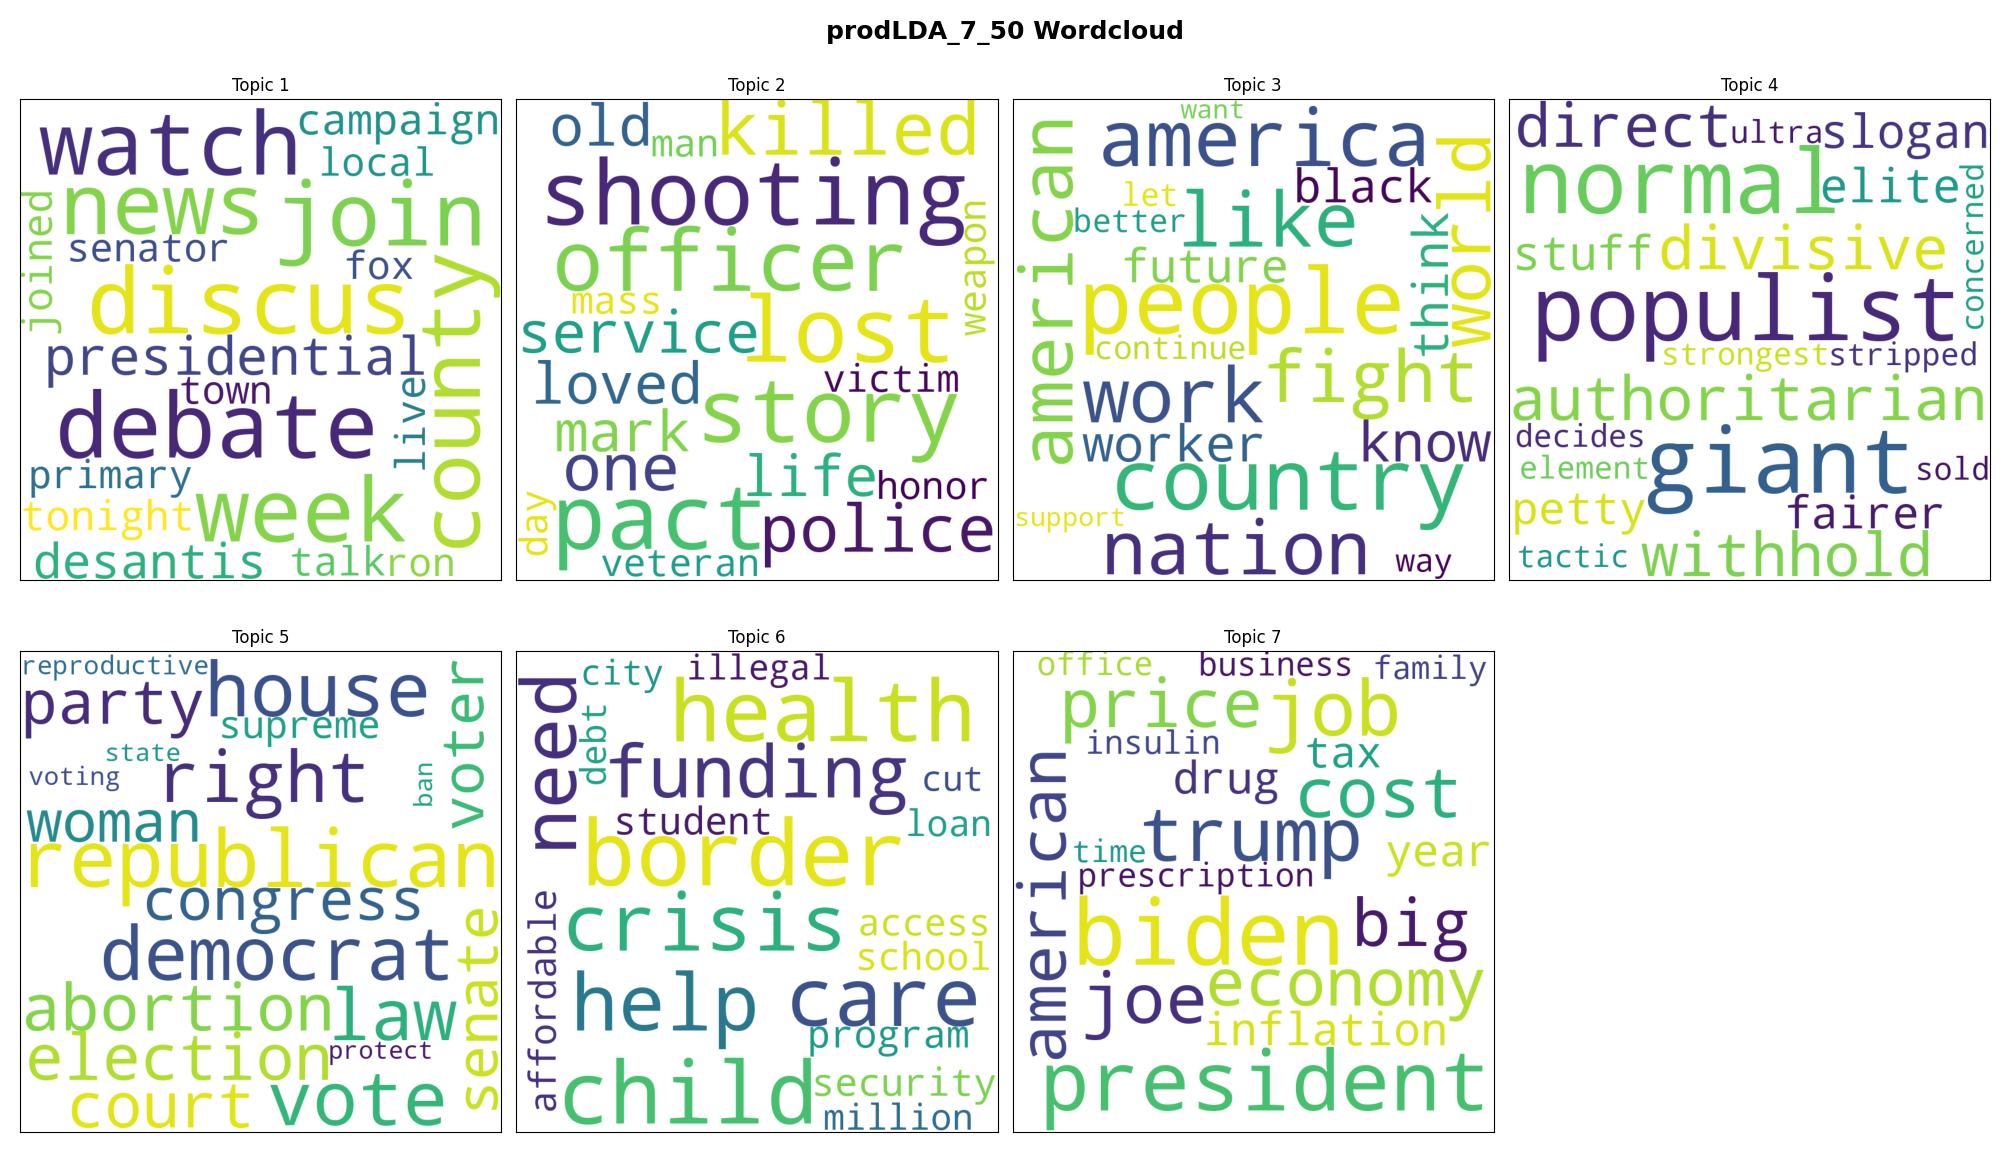 prodLDA_7_50 Wordcloud
Topic 1
watch
campaign
local
news
join
joined
senator
fox
discus
county
presidential
town
live
debate
primary
tonight
week
desantis
talk
ron
Topic 2
old
man
killed
shooting
weapon
officer
mass
lost
service
loved
victim
mark
story
one
life
honor
day
pact
police
veteran
Topic 3
want
america
american
world
black
let
better
like
think
future
people
continue
fight
work
worker
know
country
support
nation
way
Topic 4
direct
ultra
slogan
normal
elite
concerned
stuff
divisive
populist
strongest
stripped
authoritarian
decides
element
giant
sold
petty
fairer
tactic
withhold
Topic 5
reproductive
party
house
voter
supreme
state
voting
right
ban
woman
republican
congress
democrat
senate
abortion
law
election
protect
court
vote
Topic 6
need
city
illegal
health
debt
funding
cut
student
loan
border
affordable
crisis
access
school
help
care
program
child
security
million
Topic 7
office
business
family
price
job
insulin
tax
american
drug
cost
trump
time
year
prescription
biden
big
joe
economy
inflation
president